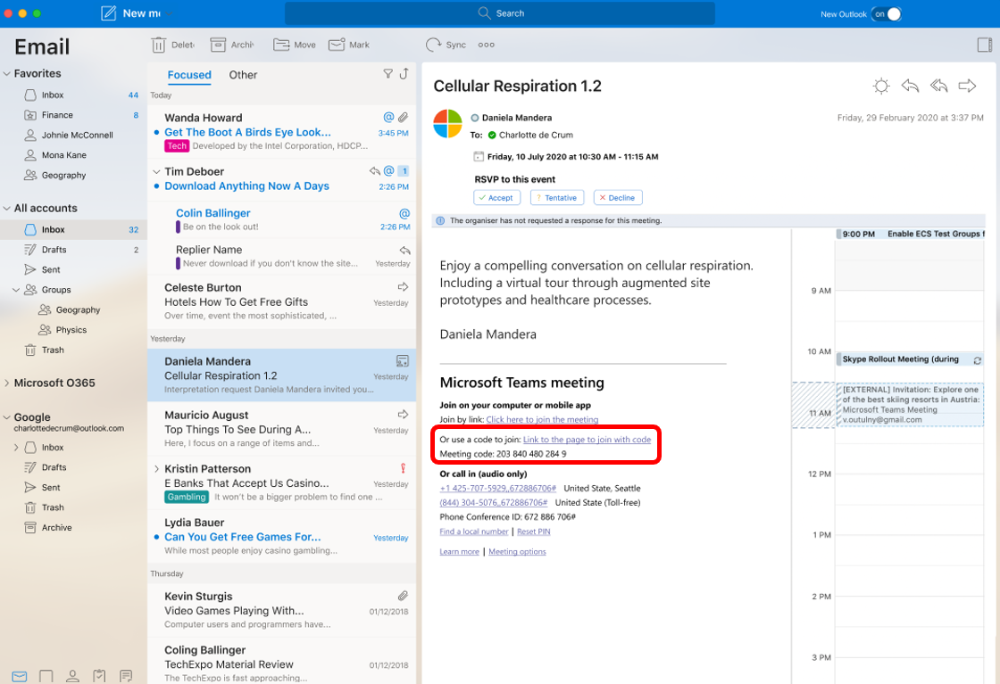 New me
Search
New Outlook on
Email
Delet
Archi
Move
Mark
Sync
Favorites
Inbox 44
Finance 8
Johnie McConnell
Mona Kane
Geography
All accounts
Inbox 32
Drafts 2
Sent
Groups
Geography
Physics
Trash
Microsoft O365
Google
charlottedecrum@outlook.com
Inbox
Drafts
Sent
Trash
Archive
Focused Other
Today
Wanda Howard
Get The Boot A Birds Eye Look... 3:45 PM
Tech Developed by the Intel Corporation, HDCP...
Tim Deboer 1
Download Anything Now A Days 2:26 PM
Colin Ballinger
Be on the look out! 2:26 PM
Replier Name
Never download if you don't know the site... Yesterday
Celeste Burton
Hotels How To Get Free Gifts Yesterday
Over time, event the most sophisticated, ...
Yesterday
Daniela Mandera
Cellular Respiration 1.2 Yesterday
Interpretation request Daniela Mandera invited you...
Mauricio August
Top Things To See During A... Yesterday
Here, I focus on a range of items and...
Kristin Patterson
E Banks That Accept Us Casino... Yesterday
Gambling It won't be a bigger problem to find one ...
Lydia Bauer
Can You Get Free Games For... Yesterday
While most people enjoy casino gambling...
Thursday
Kevin Sturgis
Video Games Playing With... 01/12/2018
Computer users and programmers have...
Coling Ballinger
TechExpo Material Review 01/12/2018
The TechExpo is fast approaching...
Cellular Respiration 1.2
Daniela Mandera
Friday, 29 February 2020 at 3:37 PM
To: Charlotte de Crum
Friday, 10 July 2020 at 10:30 AM - 11:15 AM
RSVP to this event
Accept ? Tentative Decline
The organiser has not requested a response for this meeting.
Enjoy a compelling conversation on cellular respiration.
Including a virtual tour through augmented site
prototypes and healthcare processes.
Daniela Mandera
Microsoft Teams meeting
Join on your computer or mobile app
Join by link: Click here to join the meeting
Or use a code to join: Link to the page to join with code
Meeting code: 203 840 480 284 9
Or call in (audio only)
+1 425-707-5929,,672886706# United State, Seattle
(844) 304-5076,,672886706# United State (Toll-free)
Phone Conference ID: 672 886 706#
Find a local number | Reset PIN
Learn more | Meeting options
9:00 PM Enable ECS Test Groups f
9 AM
10 AM
Skype Rollout Meeting (during
[EXTERNAL] Invitation: Explore one
of the best skiing resorts in Austria:
Microsoft Teams Meeting
v.outulny@gmail.com
11 AM
12 PM
1 PM
2 PM
3 PM